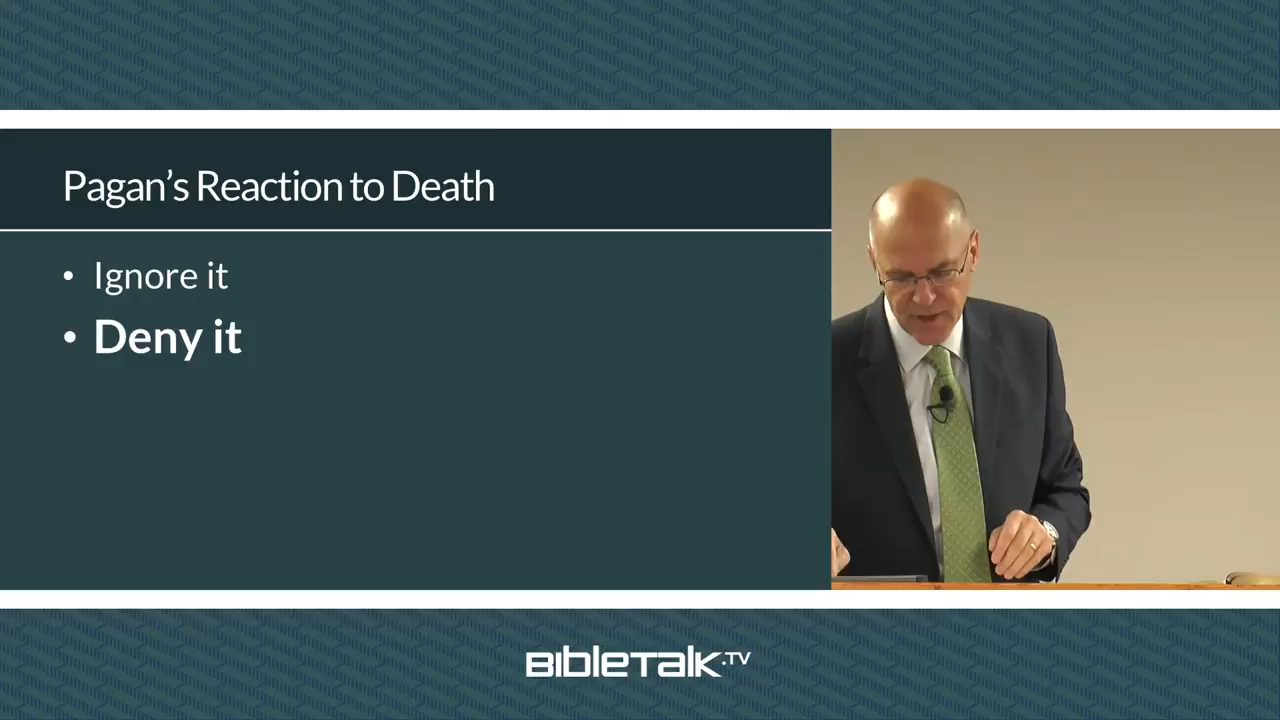 Pagan's Reaction to Death
• Ignore it
• Deny it
BIBLETALK.TV